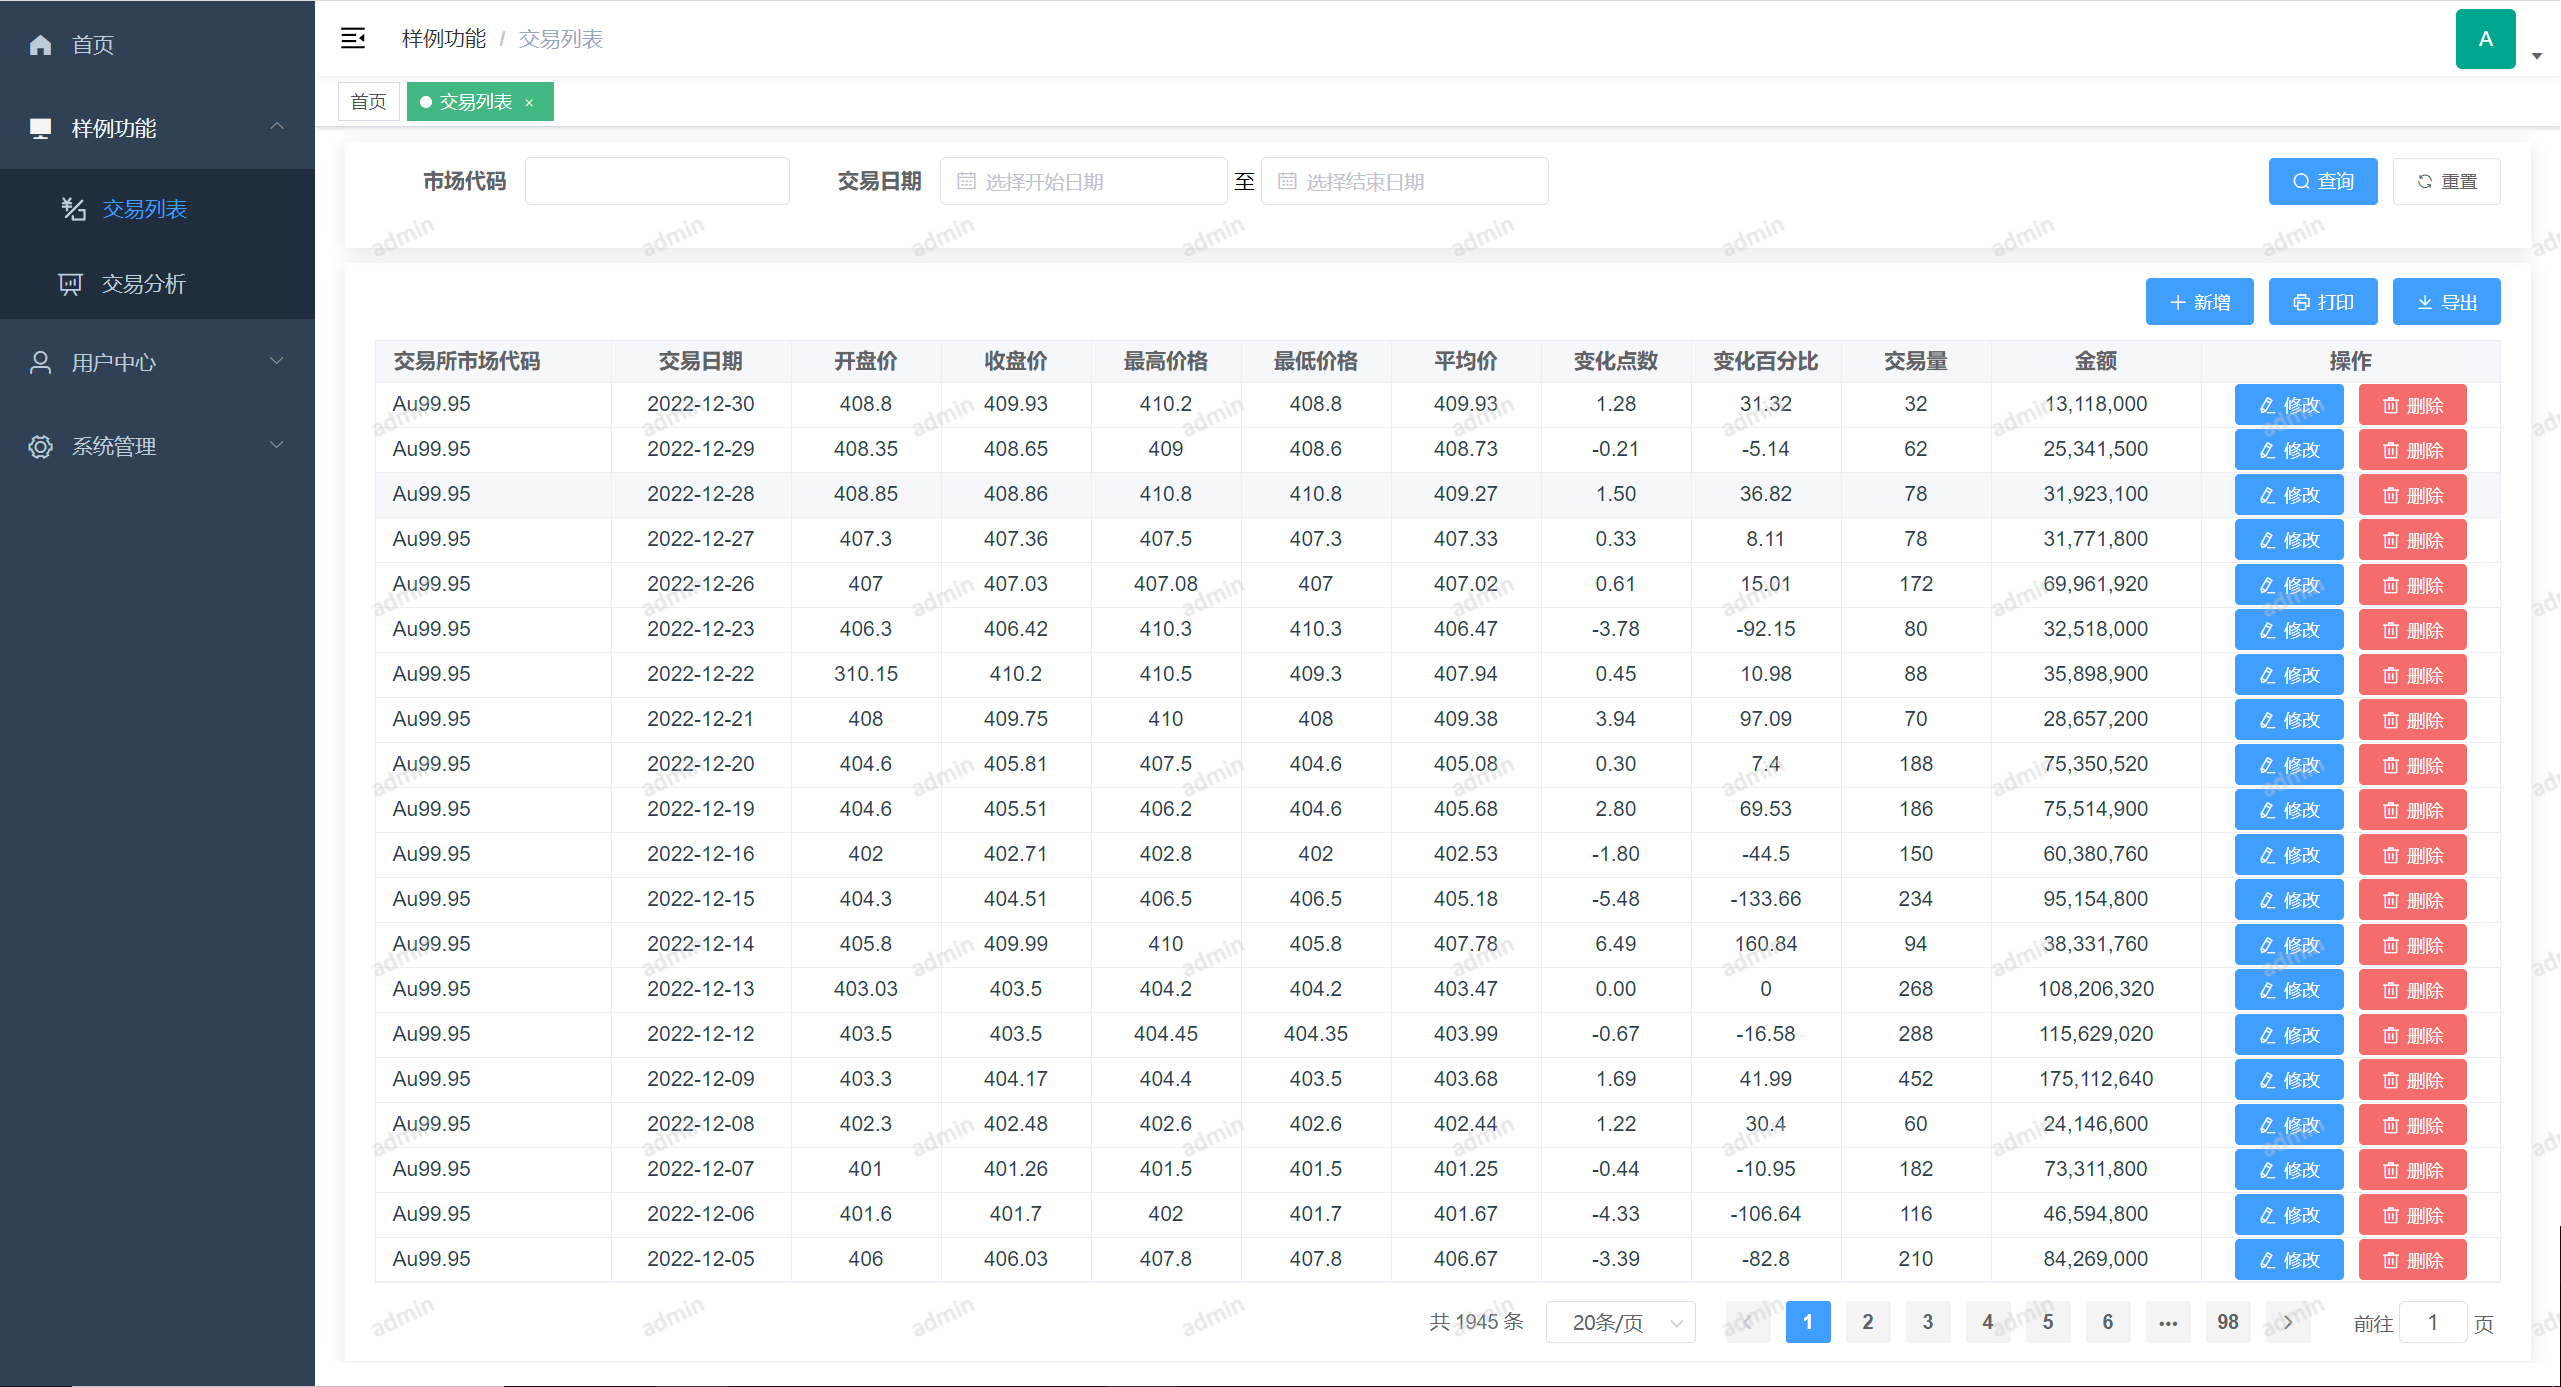 首页
样例功能
交易列表
交易分析
用户中心
系统管理
样例功能 / 交易列表
A
首页 交易列表 ×
市场代码 交易日期 选择开始日期 至 选择结束日期 查询 重置
新增 打印 导出
交易所市场代码 交易日期 开盘价 收盘价 最高价格 最低价格 平均价 变化点数 变化百分比 交易量 金额 操作
Au99.95 2022-12-30 408.8 409.93 410.2 408.8 409.93 1.28 31.32 32 13,118,000 修改 删除
Au99.95 2022-12-29 408.35 408.65 409 408.6 408.73 -0.21 -5.14 62 25,341,500 修改 删除
Au99.95 2022-12-28 408.85 408.86 410.8 410.8 409.27 1.50 36.82 78 31,923,100 修改 删除
Au99.95 2022-12-27 407.3 407.36 407.5 407.3 407.33 0.33 8.11 78 31,771,800 修改 删除
Au99.95 2022-12-26 407 407.03 407.08 407 407.02 0.61 15.01 172 69,961,920 修改 删除
Au99.95 2022-12-23 406.3 406.42 410.3 410.3 406.47 -3.78 -92.15 80 32,518,000 修改 删除
Au99.95 2022-12-22 310.15 410.2 410.5 409.3 407.94 0.45 10.98 88 35,898,900 修改 删除
Au99.95 2022-12-21 408 409.75 410 408 409.38 3.94 97.09 70 28,657,200 修改 删除
Au99.95 2022-12-20 404.6 405.81 407.5 404.6 405.08 0.30 7.4 188 75,350,520 修改 删除
Au99.95 2022-12-19 404.6 405.51 406.2 404.6 405.68 2.80 69.53 186 75,514,900 修改 删除
Au99.95 2022-12-16 402 402.71 402.8 402 402.53 -1.80 -44.5 150 60,380,760 修改 删除
Au99.95 2022-12-15 404.3 404.51 406.5 406.5 405.18 -5.48 -133.66 234 95,154,800 修改 删除
Au99.95 2022-12-14 405.8 409.99 410 405.8 407.78 6.49 160.84 94 38,331,760 修改 删除
Au99.95 2022-12-13 403.03 403.5 404.2 404.2 403.47 0.00 0 268 108,206,320 修改 删除
Au99.95 2022-12-12 403.5 403.5 404.45 404.35 403.99 -0.67 -16.58 288 115,629,020 修改 删除
Au99.95 2022-12-09 403.3 404.17 404.4 403.5 403.68 1.69 41.99 452 175,112,640 修改 删除
Au99.95 2022-12-08 402.3 402.48 402.6 402.6 402.44 1.22 30.4 60 24,146,600 修改 删除
Au99.95 2022-12-07 401 401.26 401.5 401.5 401.25 -0.44 -10.95 182 73,311,800 修改 删除
Au99.95 2022-12-06 401.6 401.7 402 401.7 401.67 -4.33 -106.64 116 46,594,800 修改 删除
Au99.95 2022-12-05 406 406.03 407.8 407.8 406.67 -3.39 -82.8 210 84,269,000 修改 删除
共 1945 条 20条/页 1 2 3 4 5 6 ••• 98 前往 1 页
admin admin admin admin admin admin admin admin